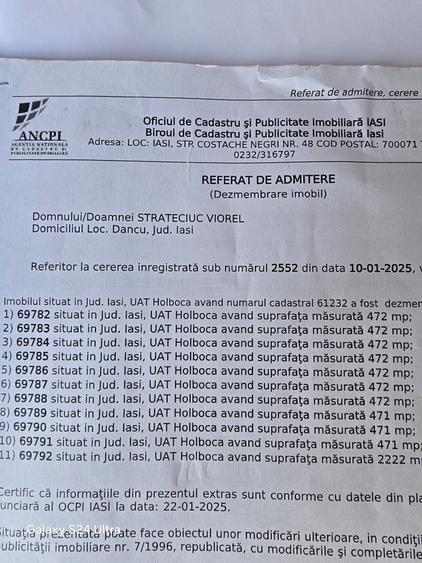 Referat de admitere, cerere
Oficiul de Cadastru şi Publicitate Imobiliară IASI
Biroul de Cadastru şi Publicitate Imobiliară Iasi
Adresa: LOC: IASI, STR. COSTACHE NEGRI NR. 48 COD POSTAL: 700071
0232/316797
ANCPI
AGENTIA NATIONALA
DE CADASTRU SI
PUBLICITATE IMOBILIARA
REFERAT DE ADMITERE
(Dezmembrare imobil)
Domnului/Doamnei STRATECIUC VIOREL
Domiciliul Loc. Dancu, Jud. Iasi
Referitor la cererea inregistrată sub numărul 2552 din data 10-01-2025, v
Imobilul situat in Jud. Iasi, UAT Holboca avand numarul cadastral 61232 a fost dezmem
1) 69782 situat in Jud. Iasi, UAT Holboca avand suprafaţa măsurată 472 mp;
2) 69783 situat in Jud. Iasi, UAT Holboca avand suprafaţa măsurată 472 mp;
3) 69784 situat in Jud. Iasi, UAT Holboca avand suprafaţa măsurată 472 mp;
4) 69785 situat in Jud. Iasi, UAT Holboca avand suprafaţa măsurată 472 mp;
5) 69786 situat in Jud. Iasi, UAT Holboca avand suprafaţa măsurată 472 mp;
6) 69787 situat in Jud. Iasi, UAT Holboca avand suprafaţa măsurată 472 mp;
7) 69788 situat in Jud. Iasi, UAT Holboca avand suprafaţa măsurată 472 mp;
8) 69789 situat in Jud. Iasi, UAT Holboca avand suprafaţa măsurată 471 mp;
9) 69790 situat in Jud. Iasi, UAT Holboca avand suprafaţa măsurată 471 mp;
10) 69791 situat in Jud. Iasi, UAT Holboca avand suprafaţa măsurată 471 mp;
11) 69792 situat in Jud. Iasi, UAT Holboca avand suprafaţa măsurată 2222 mp
Certific că informaţiile din prezentul extras sunt conforme cu datele din pla
unciară al OCPI IASI la data: 22-01-2025.
Situaţia prezentată poate face obiectul unor modificări ulterioare, in condiţii
ublicităţii imobiliare nr. 7/1996, republicată, cu modificările şi completările
Galaxy S24 Ultra